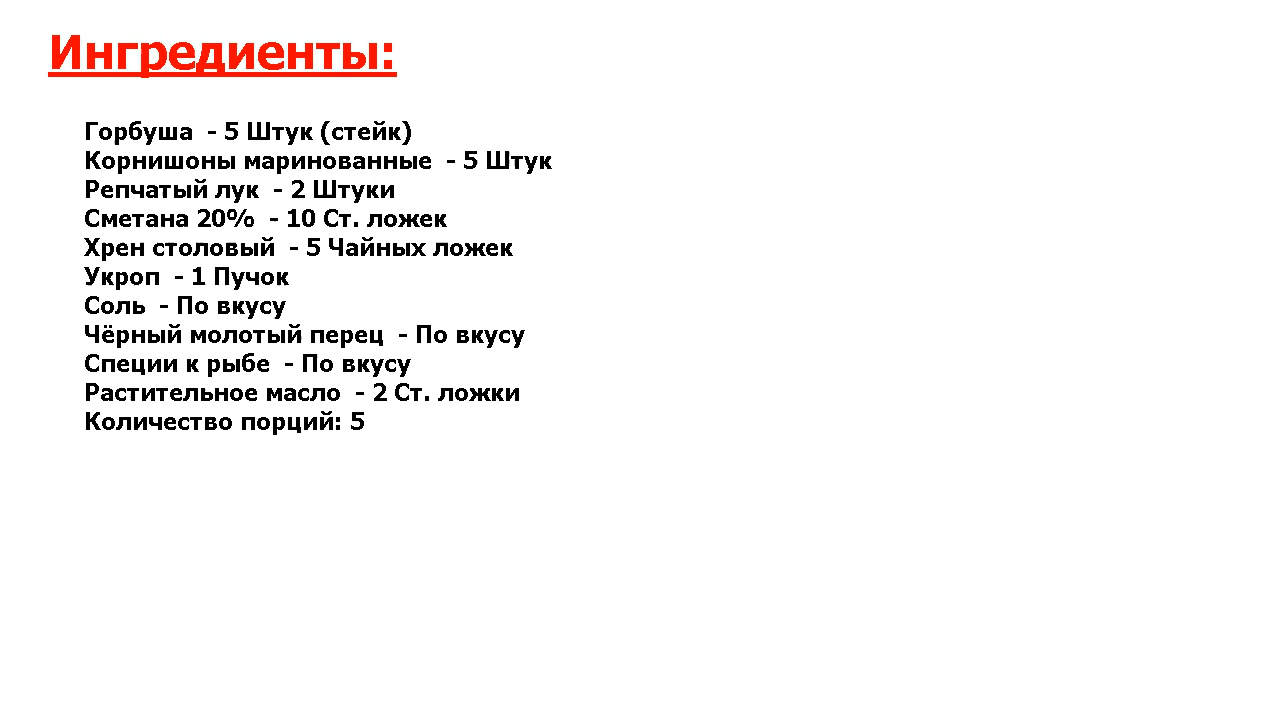 Ингредиенты:
Горбуша - 5 Штук (стейк)
Корнишоны маринованные - 5 Штук
Репчатый лук - 2 Штуки
Сметана 20% - 10 Ст. ложек
Хрен столовый - 5 Чайных ложек
Укроп - 1 Пучок
Соль - По вкусу
Чёрный молотый перец - По вкусу
Специи к рыбе - По вкусу
Растительное масло - 2 Ст. ложки
Количество порций: 5